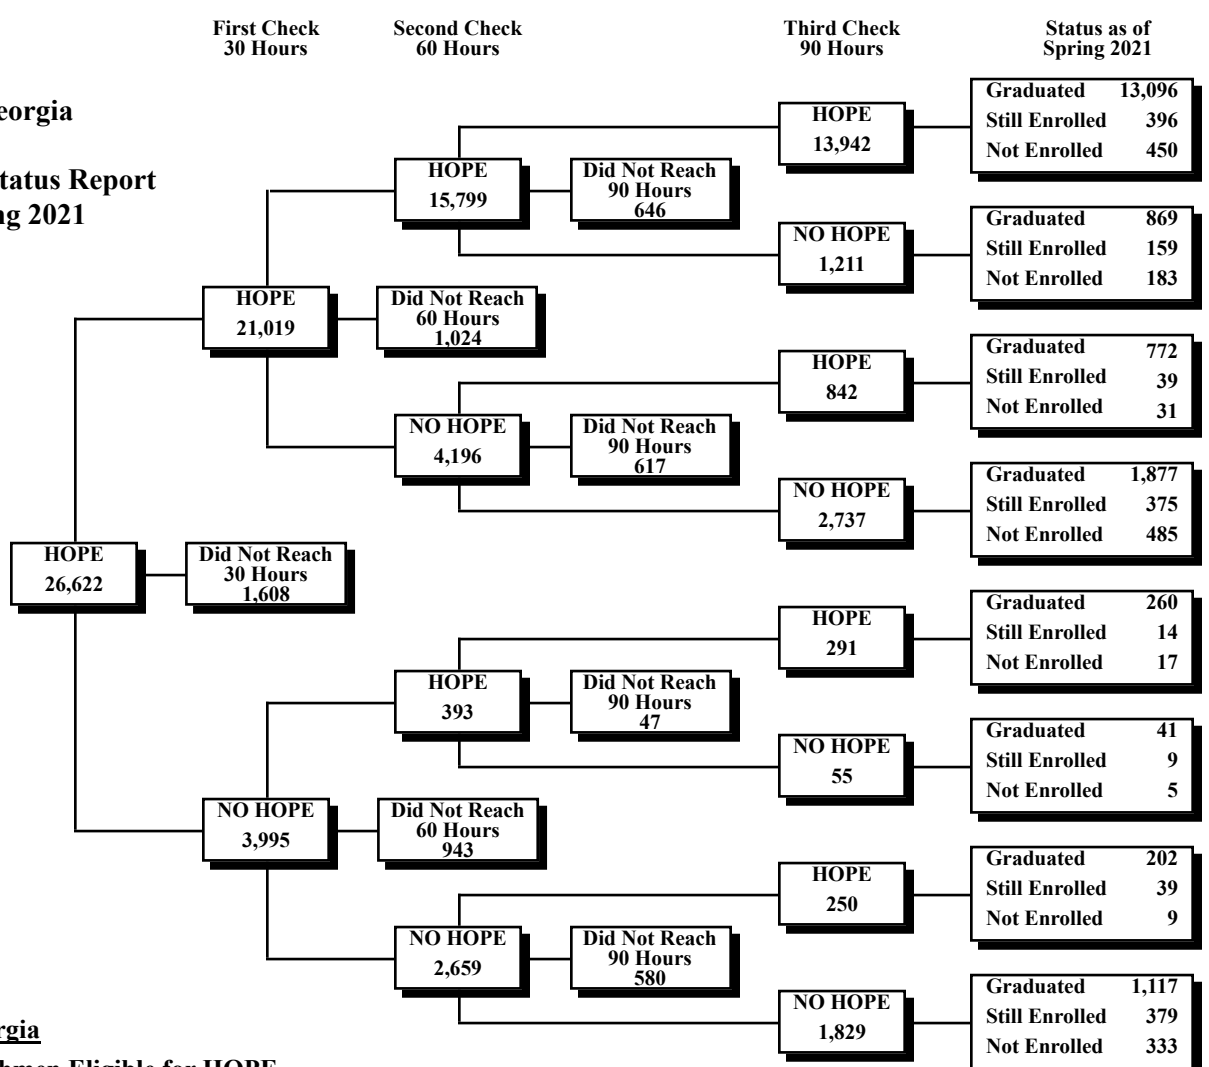 First Check
30 Hours
Second Check
60 Hours
Third Check
90 Hours
Status as of
Spring 2021
eorgia
tatus Report
ng 2021
HOPE
26,622
Did Not Reach
30 Hours
1,608
HOPE
21,019
Did Not Reach
60 Hours
1,024
HOPE
15,799
Did Not Reach
90 Hours
646
HOPE
13,942
Graduated 13,096
Still Enrolled 396
Not Enrolled 450
NO HOPE
1,211
Graduated 869
Still Enrolled 159
Not Enrolled 183
NO HOPE
4,196
Did Not Reach
90 Hours
617
HOPE
842
Graduated 772
Still Enrolled 39
Not Enrolled 31
NO HOPE
2,737
Graduated 1,877
Still Enrolled 375
Not Enrolled 485
NO HOPE
3,995
Did Not Reach
60 Hours
943
HOPE
393
Did Not Reach
90 Hours
47
HOPE
291
Graduated 260
Still Enrolled 14
Not Enrolled 17
NO HOPE
55
Graduated 41
Still Enrolled 9
Not Enrolled 5
NO HOPE
2,659
Did Not Reach
90 Hours
580
HOPE
250
Graduated 202
Still Enrolled 39
Not Enrolled 9
NO HOPE
1,829
Graduated 1,117
Still Enrolled 379
Not Enrolled 333
rgia
hmen Eligible for HOPE